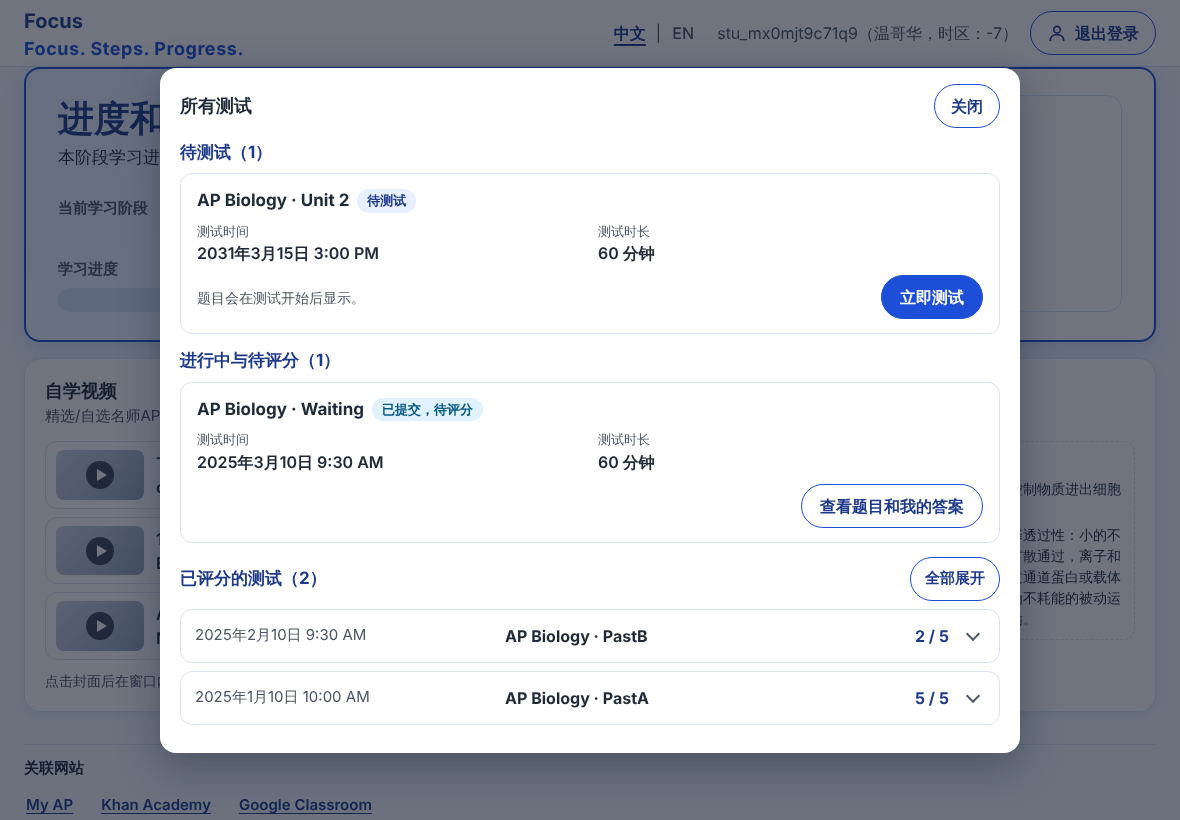 Focus
Focus. Steps. Progress.
中文 | EN stu_mx0mjt9c71q9（温哥华，时区：-7） 退出登录
进度和
本阶段学习进
当前学习阶段
学习进度
所有测试 关闭
待测试（1）
AP Biology · Unit 2 待测试
测试时间 测试时长
2031年3月15日 3:00 PM 60 分钟
题目会在测试开始后显示。 立即测试
进行中与待评分（1）
AP Biology · Waiting 已提交，待评分
测试时间 测试时长
2025年3月10日 9:30 AM 60 分钟
查看题目和我的答案
已评分的测试（2） 全部展开
2025年2月10日 9:30 AM AP Biology · PastB 2 / 5
2025年1月10日 10:00 AM AP Biology · PastA 5 / 5
自学视频
精选/自选名师AP
点击封面后在窗口
制物质进出细胞
透过性：小的不
散通过，离子和
通道蛋白或载体
不耗能的被动运
关联网站
My AP Khan Academy Google Classroom